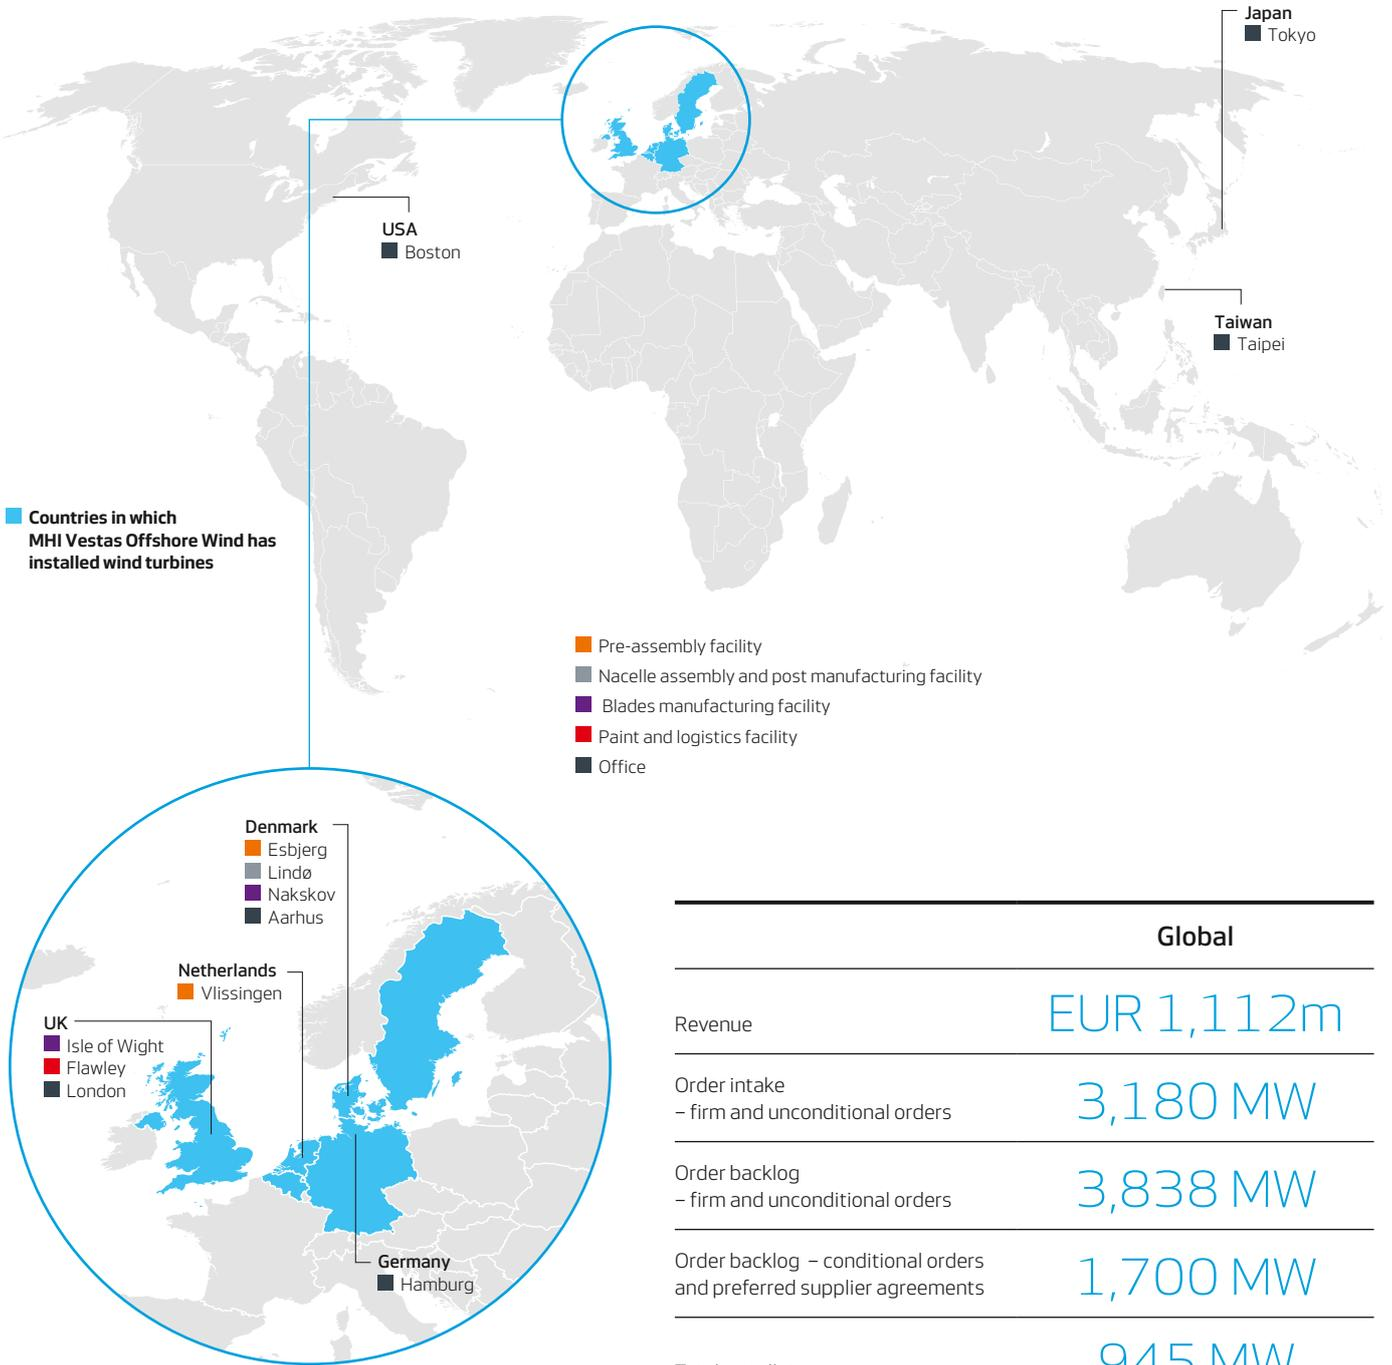 Japan
Tokyo
USA
Boston
Taiwan
Taipei
Countries in which
MHI Vestas Offshore Wind has
installed wind turbines
Pre-assembly facility
Nacelle assembly and post manufacturing facility
Blades manufacturing facility
Paint and logistics facility
Office
Denmark
Esbjerg
Lindø
Nakskov
Aarhus
Netherlands
Vlissingen
UK
Isle of Wight
Flawley
London
Germany
Hamburg
Global
Revenue
EUR 1,112m
Order intake
– firm and unconditional orders
3,180 MW
Order backlog
– firm and unconditional orders
3,838 MW
Order backlog – conditional orders
and preferred supplier agreements
1,700 MW
945 MW